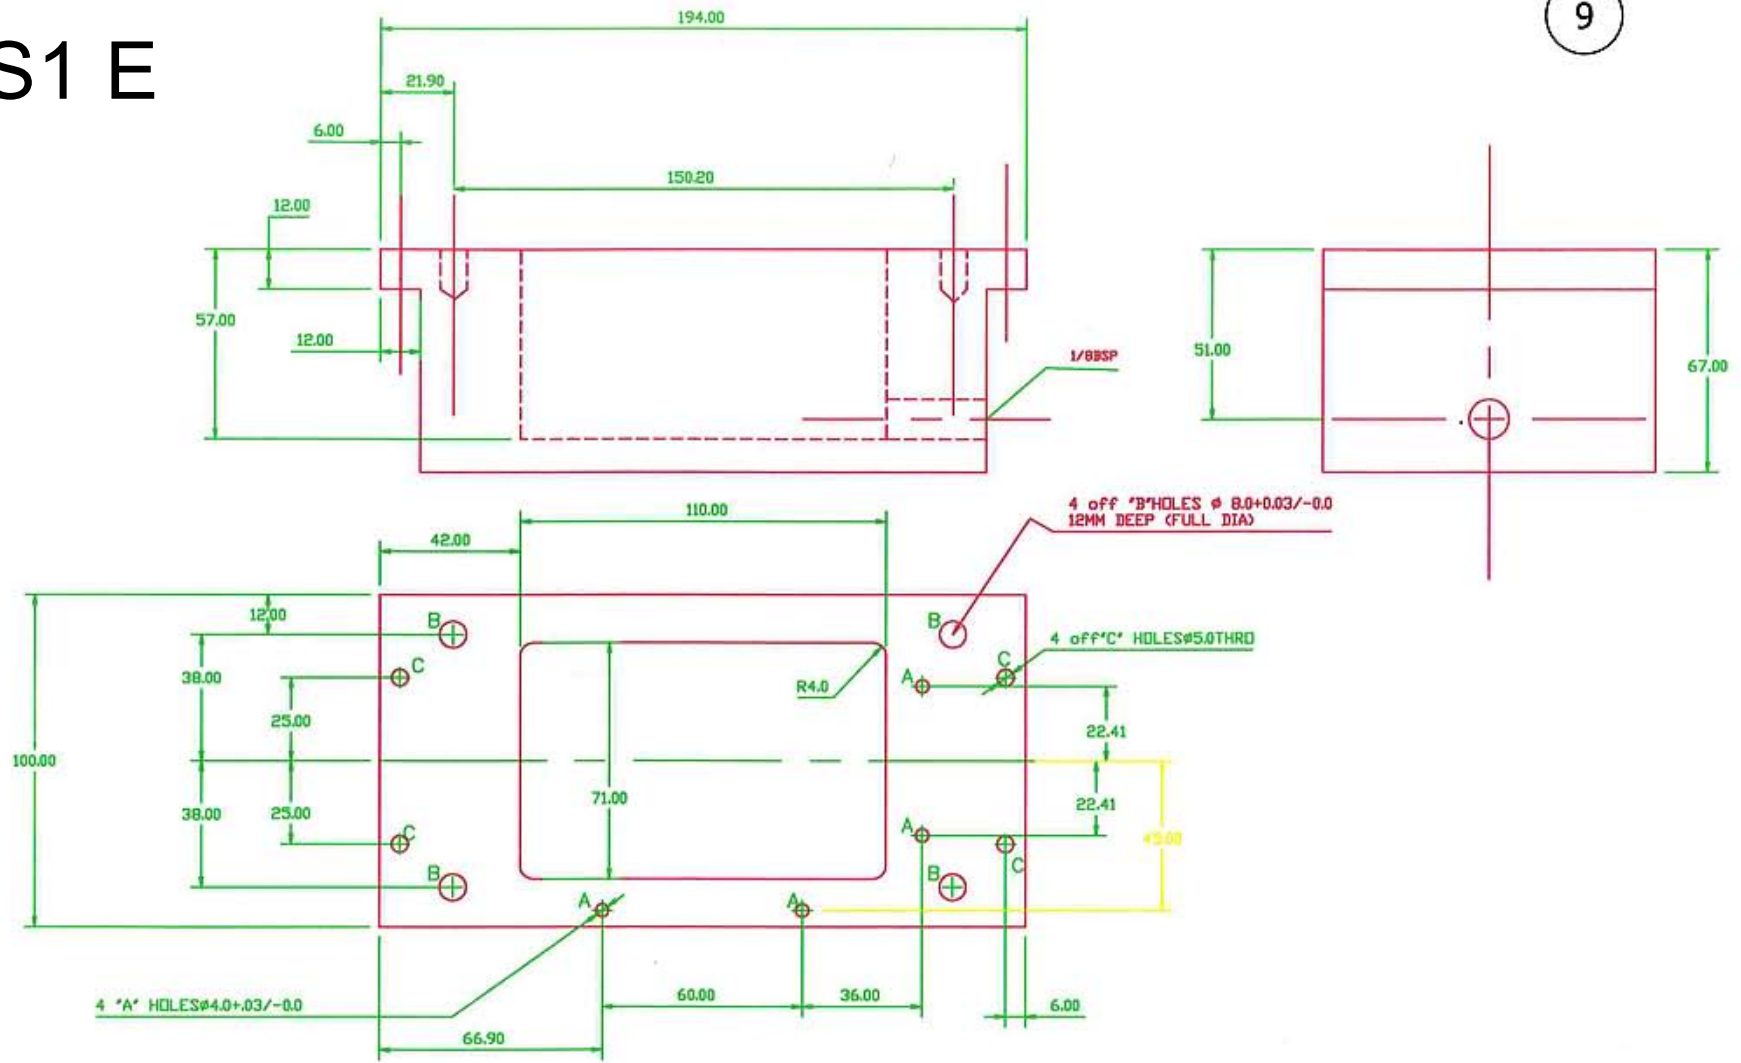 194.00
9
S1 E
21.90
6.00
150.20
12.00
57.00
12.00
1/8BSP
51.00
67.00
4 off "B"HOLES ø 8.0+0.03/-0.0
12MM DEEP (FULL DIA)
110.00
42.00
12.00
B
B
4 off"C" HOLESø5.0THRO
C
C
A
38.00
R4.0
25.00
22.41
100.00
71.00
22.41
38.00
25.00
A
C
45.00
C
B
B
A
A
4 "A" HOLESø4.0+.03/-0.0
60.00
36.00
6.00
66.90